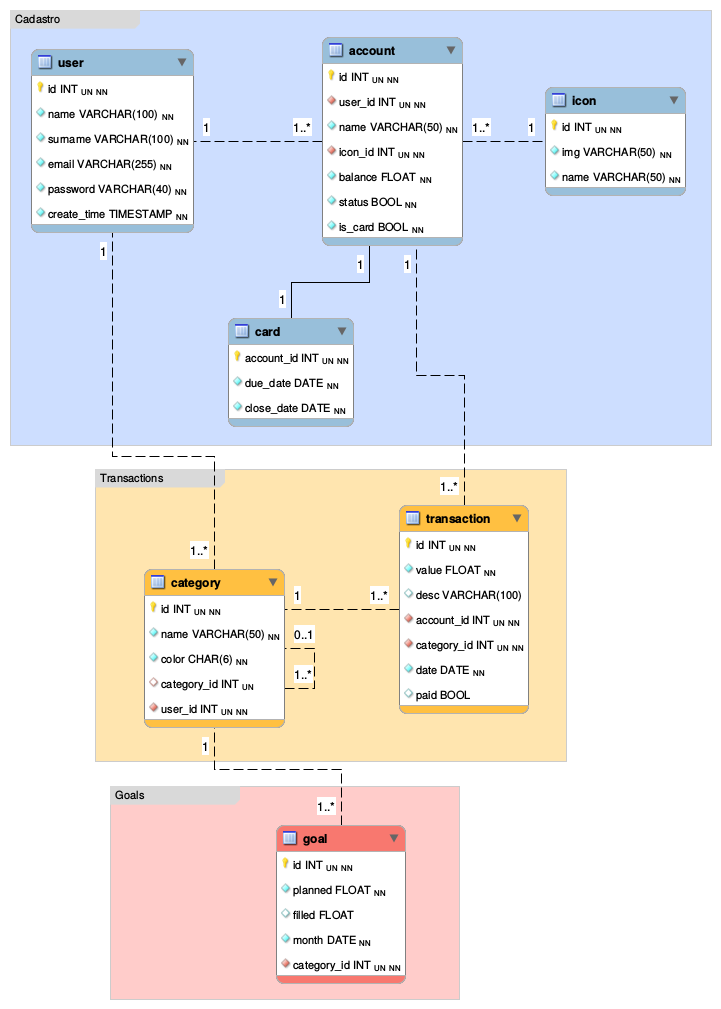 Cadastro
user
id INT UN NN
name VARCHAR(100) NN
surname VARCHAR(100) NN
email VARCHAR(255) NN
password VARCHAR(40) NN
create_time TIMESTAMP NN
account
id INT UN NN
user_id INT UN NN
name VARCHAR(50) NN
icon_id INT UN NN
balance FLOAT NN
status BOOL NN
is_card BOOL NN
icon
id INT UN NN
img VARCHAR(50) NN
name VARCHAR(50) NN
1
1..*
1..*
1
1
1
1
1
card
account_id INT UN NN
due_date DATE NN
close_date DATE NN
Transactions
1..*
1..*
category
id INT UN NN
name VARCHAR(50) NN
color CHAR(6) NN
category_id INT UN
user_id INT UN NN
1
1..*
0..1
1..*
transaction
id INT UN NN
value FLOAT NN
desc VARCHAR(100)
account_id INT UN NN
category_id INT UN NN
date DATE NN
paid BOOL
1
Goals
1..*
goal
id INT UN NN
planned FLOAT NN
filled FLOAT
month DATE NN
category_id INT UN NN